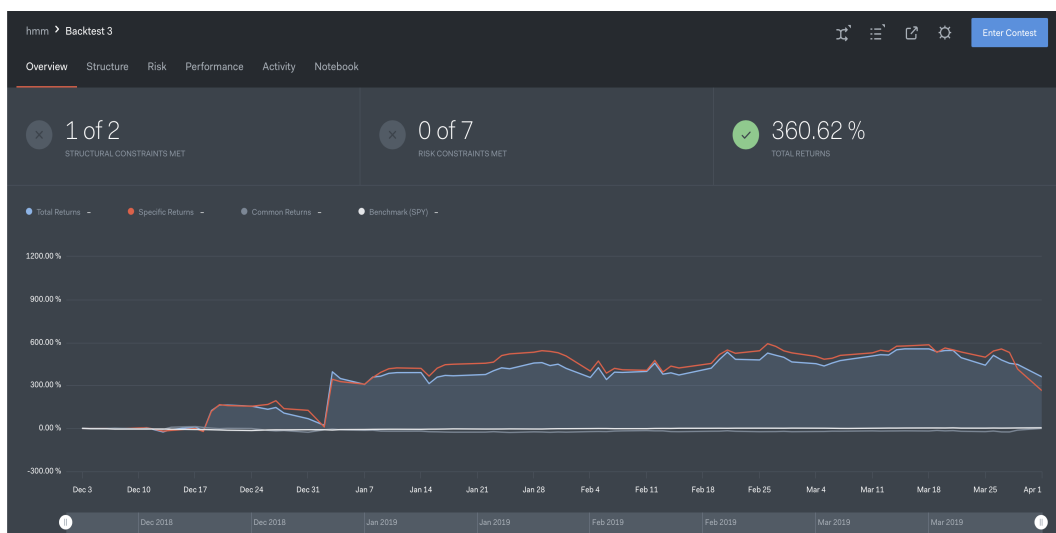 hmm > Backtest 3
Enter Contest
Overview Structure Risk Performance Activity Notebook
1 of 2
STRUCTURAL CONSTRAINTS MET
0 of 7
RISK CONSTRAINTS MET
360.62 %
TOTAL RETURNS
Total Returns – Specific Returns – Common Returns – Benchmark (SPY) –
1200.00 %
900.00 %
600.00 %
300.00 %
0.00 %
-300.00 %
Dec 3 Dec 10 Dec 17 Dec 24 Dec 31 Jan 7 Jan 14 Jan 21 Jan 28 Feb 4 Feb 11 Feb 18 Feb 25 Mar 4 Mar 11 Mar 18 Mar 25 Apr 1
Dec 2018 Dec 2018 Jan 2019 Jan 2019 Feb 2019 Feb 2019 Mar 2019 Mar 2019